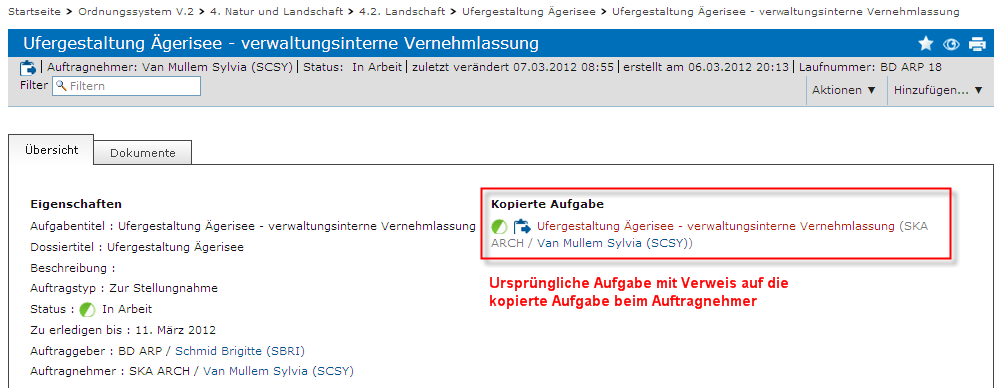 Startseite > Ordnungssystem V.2 > 4. Natur und Landschaft > 4.2. Landschaft > Ufergestaltung Ägerisee > Ufergestaltung Ägerisee - verwaltungsinterne Vernehmlassung
Ufergestaltung Ägerisee - verwaltungsinterne Vernehmlassung
Auftragnehmer: Van Mullem Sylvia (SCSY) | Status: In Arbeit | zuletzt verändert 07.03.2012 08:55 | erstellt am 06.03.2012 20:13 | Laufnummer: BD ARP 18
Filter Filtern
Aktionen ▼ Hinzufügen... ▼
Übersicht Dokumente
Eigenschaften
Aufgabentitel : Ufergestaltung Ägerisee - verwaltungsinterne Vernehmlassung
Dossiertitel : Ufergestaltung Ägerisee
Beschreibung :
Auftragstyp : Zur Stellungnahme
Status : In Arbeit
Zu erledigen bis : 11. März 2012
Auftraggeber : BD ARP / Schmid Brigitte (SBRI)
Auftragnehmer : SKA ARCH / Van Mullem Sylvia (SCSY)
Kopierte Aufgabe
Ufergestaltung Ägerisee - verwaltungsinterne Vernehmlassung (SKA
ARCH / Van Mullem Sylvia (SCSY))
Ursprüngliche Aufgabe mit Verweis auf die
kopierte Aufgabe beim Auftragnehmer